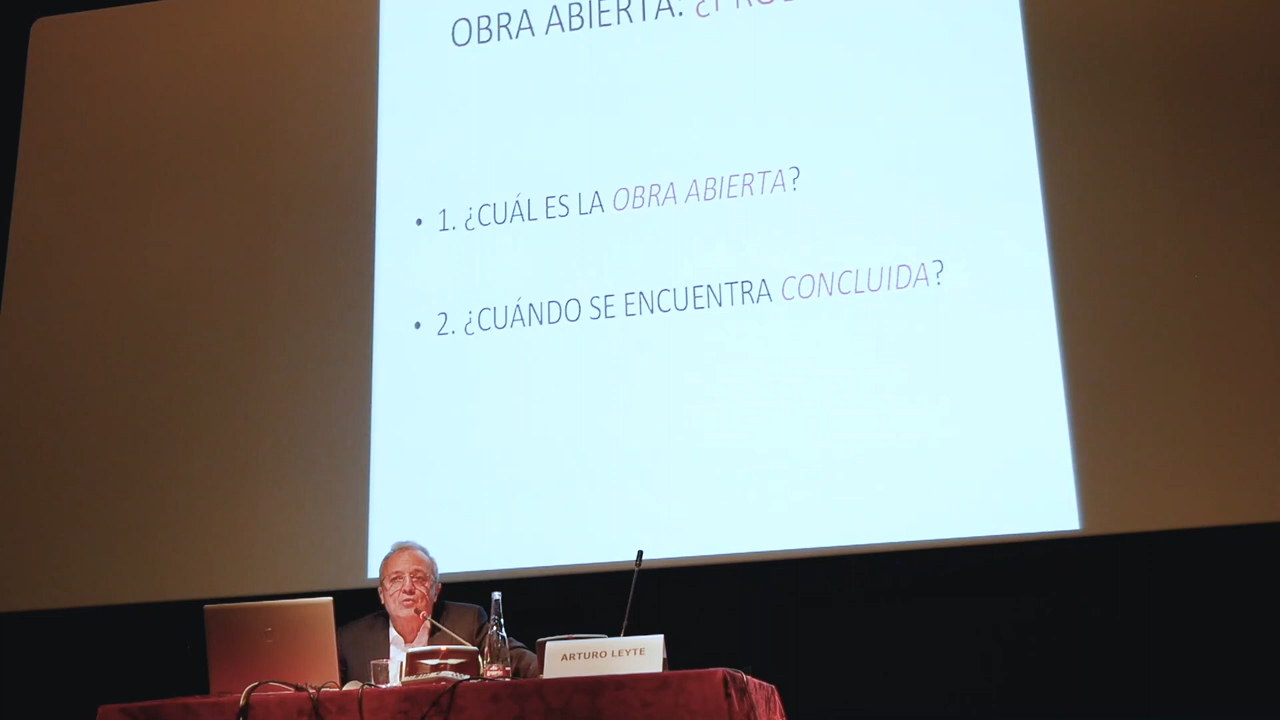 OBRA ABIERTA:
• 1. ¿CUÁL ES LA OBRA ABIERTA?
• 2. ¿CUÁNDO SE ENCUENTRA CONCLUIDA?
ARTURO LEYTE